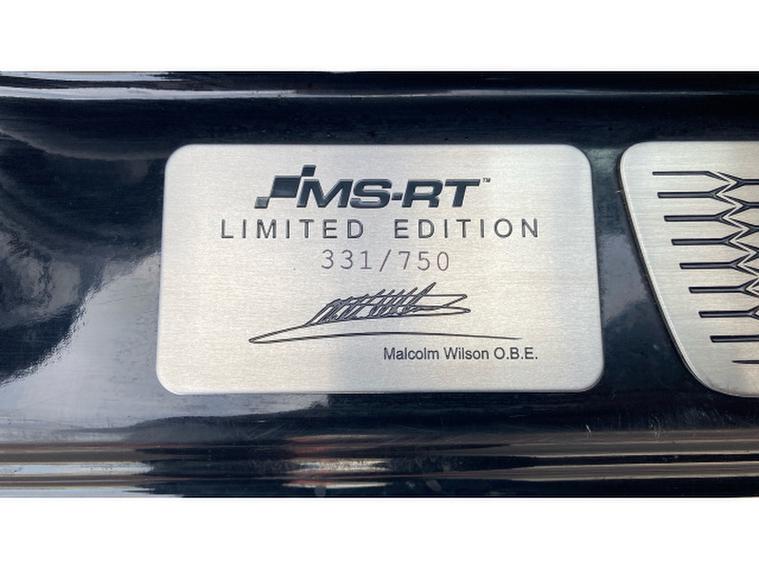 MS-RT™
LIMITED EDITION
331/750
Malcolm Wilson O.B.E.